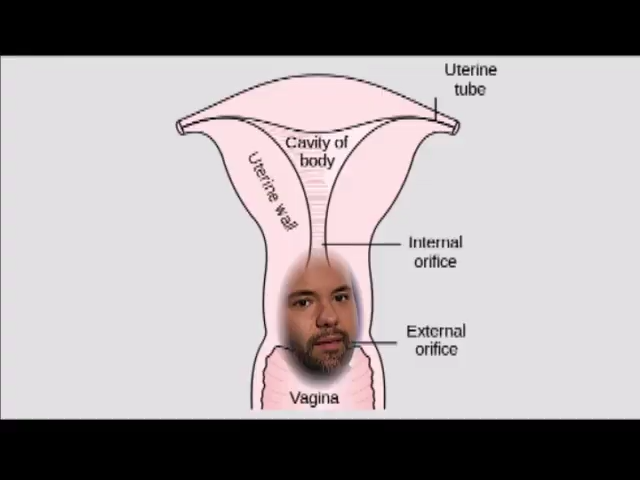 Uterine
tube
Cavity of
body
Uterine wall
Internal
orifice
External
orifice
Vagina